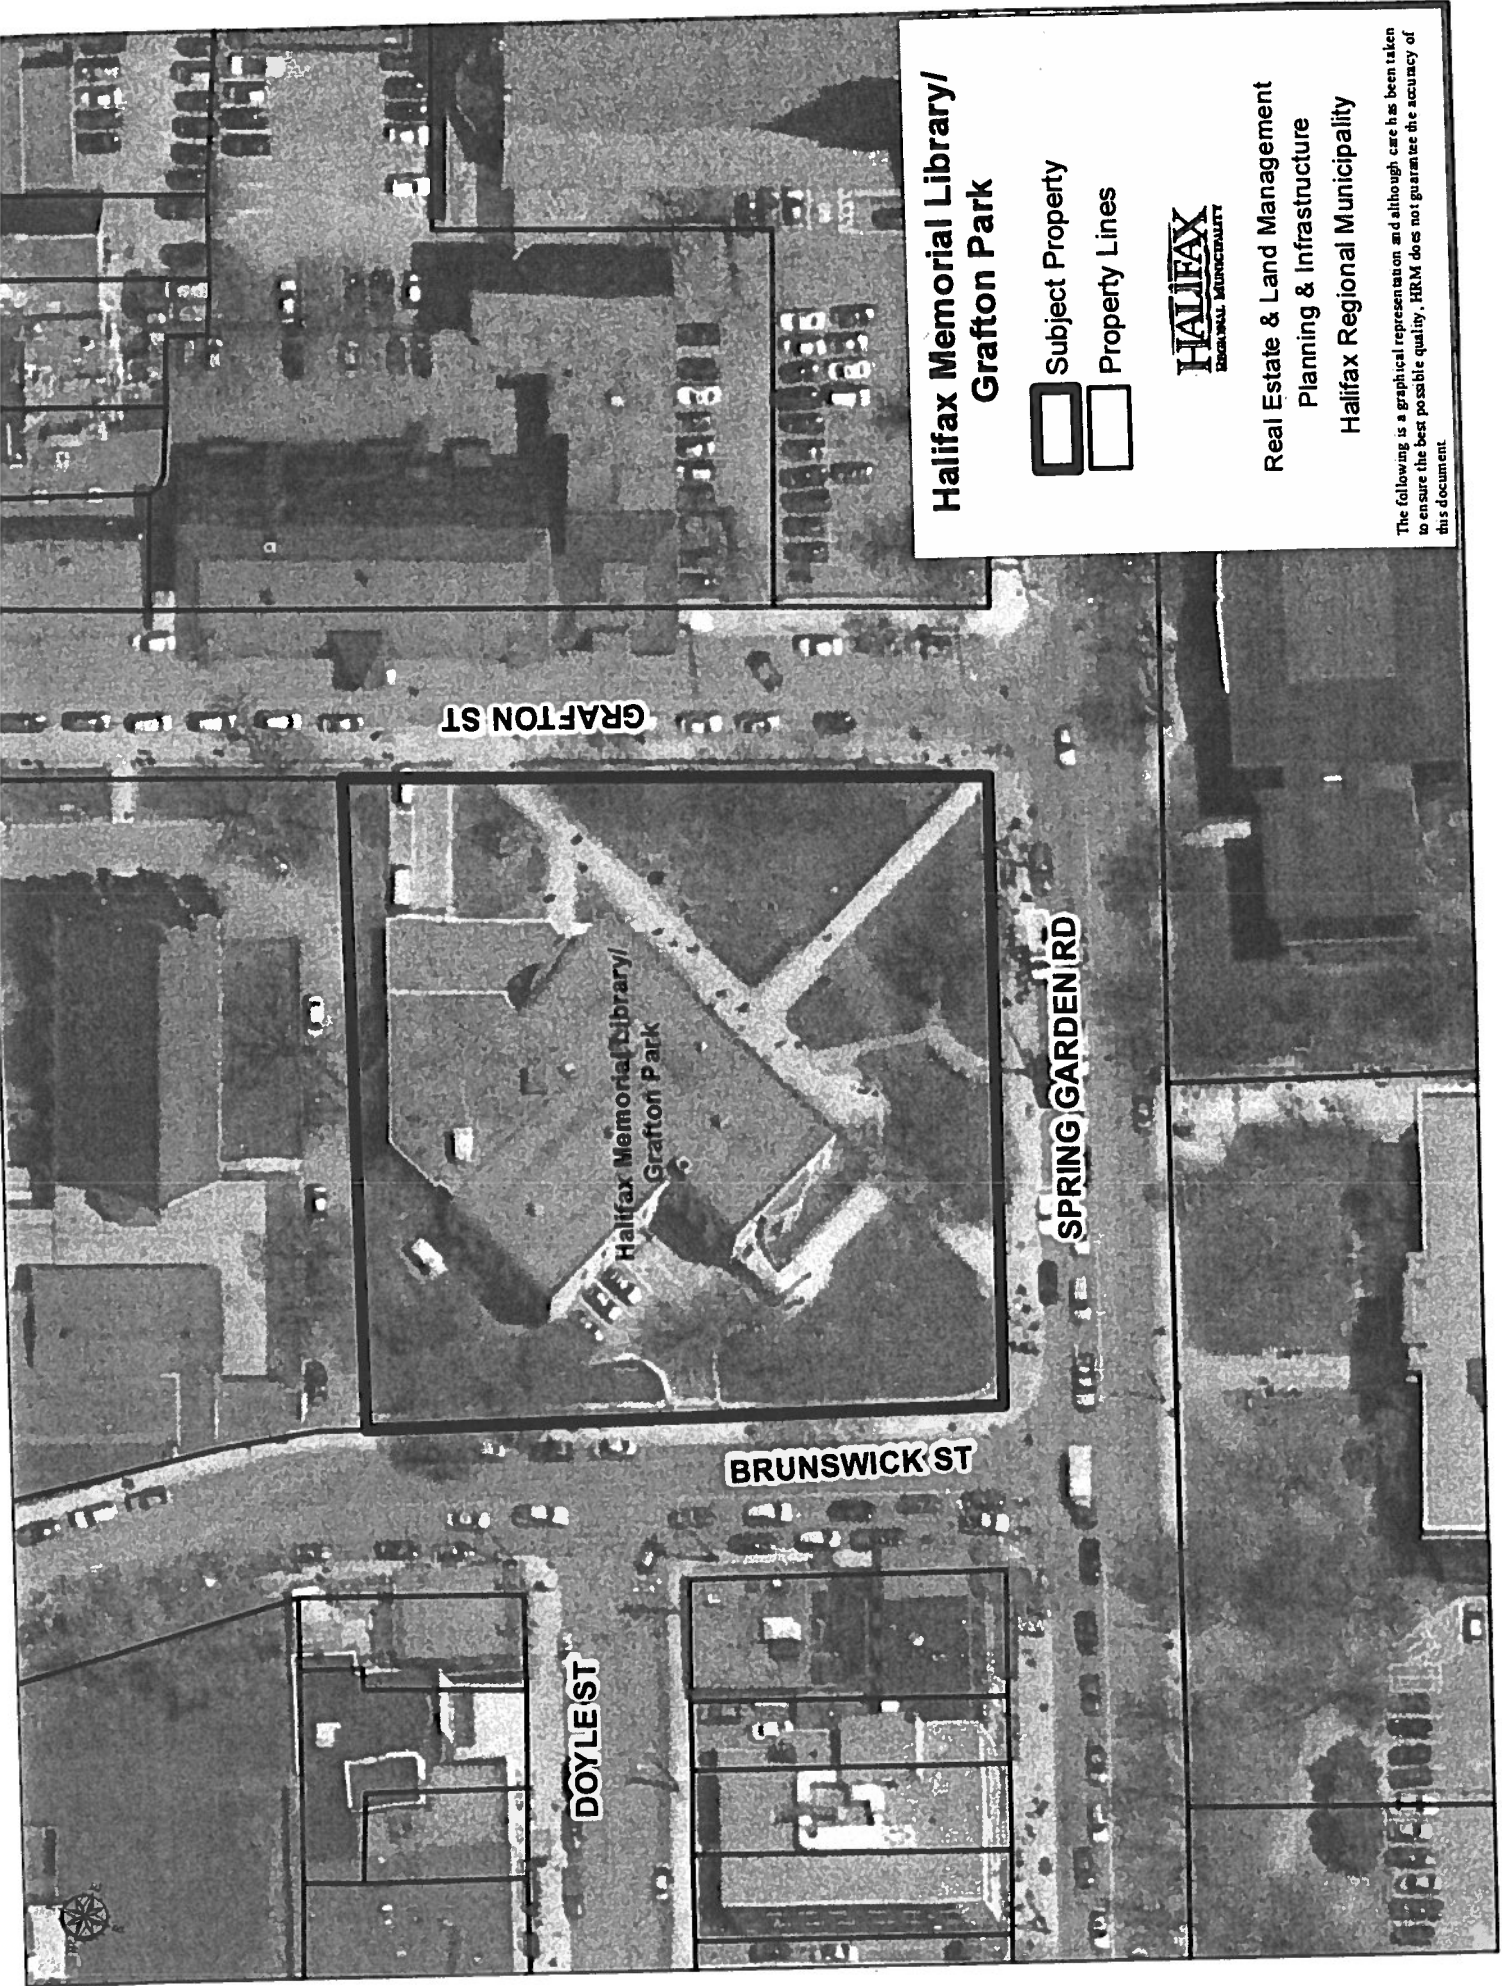 GRAFTON ST
Halifax Memorial Library/
Grafton Park
SPRING GARDEN RD
BRUNSWICK ST
DOYLE ST
Halifax Memorial Library/
Grafton Park
Subject Property
Property Lines
HALIFAX
REGIONAL MUNICIPALITY
Real Estate & Land Management
Planning & Infrastructure
Halifax Regional Municipality
The following is a graphical representation and although care has been taken
to ensure the best possible quality, HRM does not guarantee the accuracy of
this document